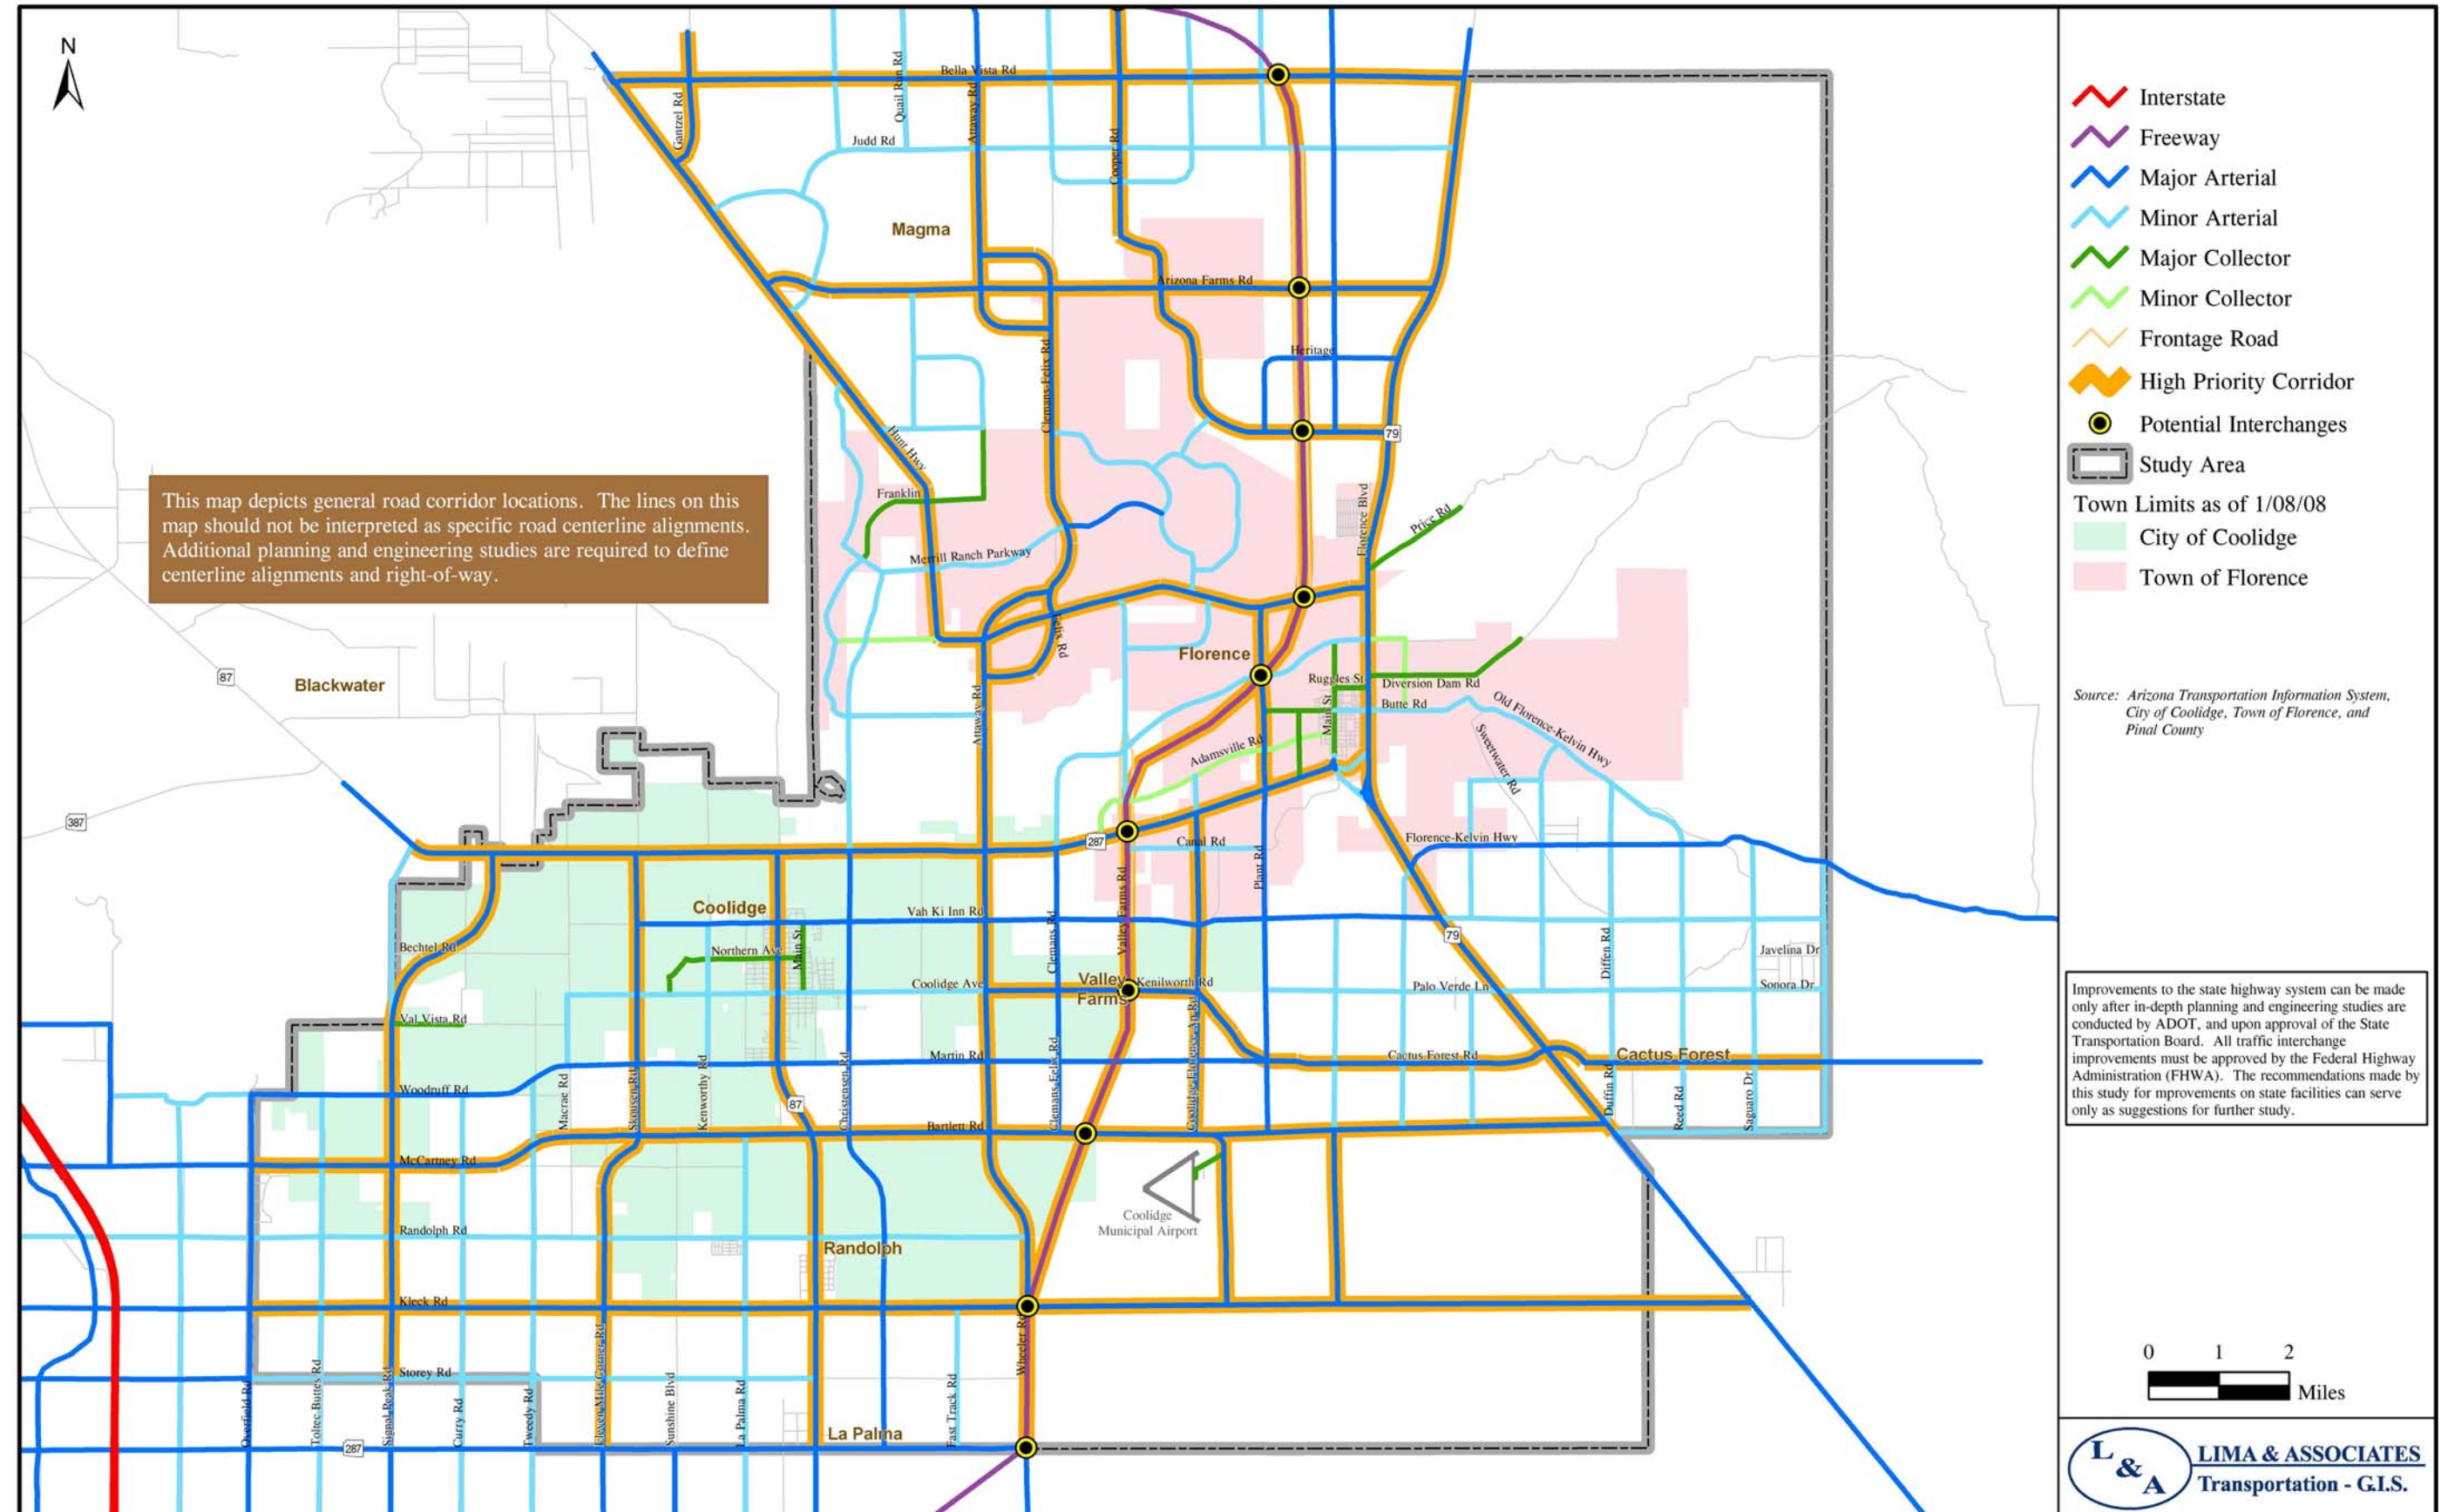 N
Bella Vista Rd
Gantzel Rd
Quail Run Rd
Attaway Rd
Cooper Rd
Judd Rd
Magma
Arizona Farms Rd
Heritage
Clemans-Felix Rd
Hunt Hwy
79
Franklin
Florence Blvd
Price Rd
Merrill Ranch Parkway
This map depicts general road corridor locations. The lines on this
map should not be interpreted as specific road centerline alignments.
Additional planning and engineering studies are required to define
centerline alignments and right-of-way.
Felix Rd
Florence
87
Blackwater
Ruggles St
Diversion Dam Rd
Attaway Rd
Main St
Butte Rd
Old Florence-Kelvin Hwy
Sweetwater Rd
Adamsville Rd
387
287
Canal Rd
Plant Rd
Florence-Kelvin Hwy
Coolidge
Vah Ki Inn Rd
Clemans Rd
Valley Farms Rd
79
Diffen Rd
Bechtel Rd
Northern Ave
Main St
Javelina Dr
Coolidge Ave
Valley
Farms
Kenilworth Rd
Palo Verde Ln
Sonora Dr
Val Vista Rd
Martin Rd
Clemans-Felix Rd
Coolidge-Florence Air Rd
Cactus Forest Rd
Cactus Forest
Woodruff Rd
Macrae Rd
Skousen Rd
Kenworthy Rd
87
Christensen Rd
Bartlett Rd
Duffin Rd
Reed Rd
Saguaro Dr
McCartney Rd
Coolidge
Municipal Airport
Randolph Rd
Randolph
Kleck Rd
Wheeler Rd
Storey Rd
Overfield Rd
Toltec Buttes Rd
Signal Peak Rd
Curry Rd
Tweedy Rd
Eleven Mile Corner Rd
Sunshine Blvd
La Palma Rd
Fast Track Rd
La Palma
287
Interstate
Freeway
Major Arterial
Minor Arterial
Major Collector
Minor Collector
Frontage Road
High Priority Corridor
Potential Interchanges
Study Area
Town Limits as of 1/08/08
City of Coolidge
Town of Florence
Source: Arizona Transportation Information System,
City of Coolidge, Town of Florence, and
Pinal County
Improvements to the state highway system can be made
only after in-depth planning and engineering studies are
conducted by ADOT, and upon approval of the State
Transportation Board. All traffic interchange
improvements must be approved by the Federal Highway
Administration (FHWA). The recommendations made by
this study for mprovements on state facilities can serve
only as suggestions for further study.
0 1 2
Miles
L & A
LIMA & ASSOCIATES
Transportation - G.I.S.